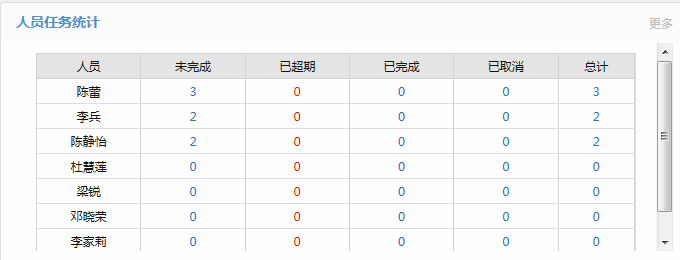 人员任务统计
更多
人员 未完成 已超期 已完成 已取消 总计
陈蕾 3 0 0 0 3
李兵 2 0 0 0 2
陈静怡 2 0 0 0 2
杜慧莲 0 0 0 0 0
梁锐 0 0 0 0 0
邓晓荣 0 0 0 0 0
李家莉 0 0 0 0 0